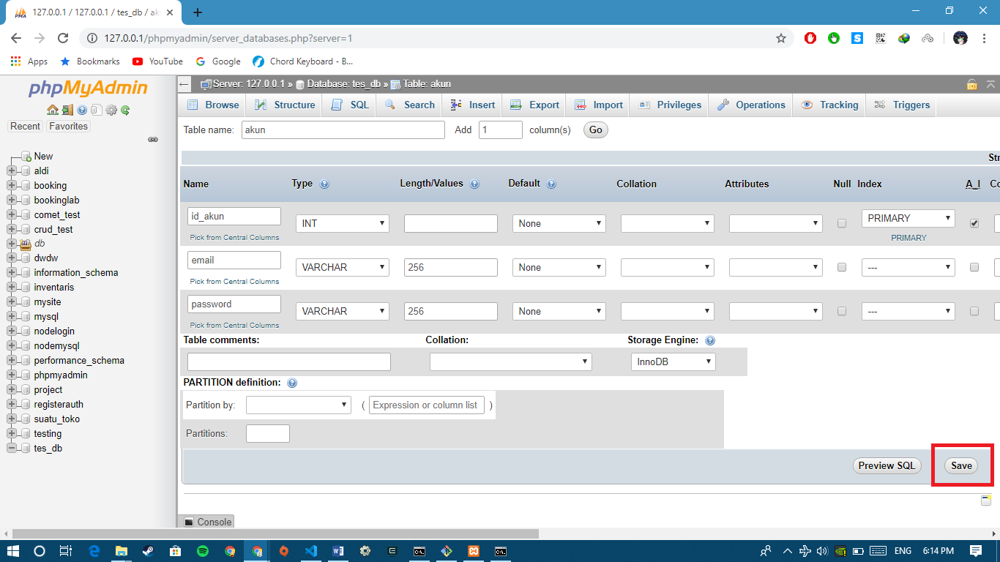 127.0.0.1 / 127.0.0.1 / tes_db / ak
127.0.0.1/phpmyadmin/server_databases.php?server=1
Apps Bookmarks YouTube Google Chord Keyboard - B...
phpMyAdmin
Recent Favorites
New
aldi
booking
bookinglab
comet_test
crud_test
db
dwdw
information_schema
inventaris
mysite
mysql
nodelogin
nodemysql
performance_schema
phpmyadmin
project
registerauth
suatu_toko
testing
tes_db
Server: 127.0.0.1 » Database: tes_db » Table: akun
Browse Structure SQL Search Insert Export Import Privileges Operations Tracking Triggers
Table name: akun Add 1 column(s) Go
Str
Name Type Length/Values Default Collation Attributes Null Index A_I Co
id_akun INT None PRIMARY
Pick from Central Columns PRIMARY
email VARCHAR 256 None ---
Pick from Central Columns
password VARCHAR 256 None ---
Pick from Central Columns
Table comments: Collation: Storage Engine:
InnoDB
PARTITION definition:
Partition by: ( Expression or column list )
Partitions:
Preview SQL Save
Console
ENG 6:14 PM